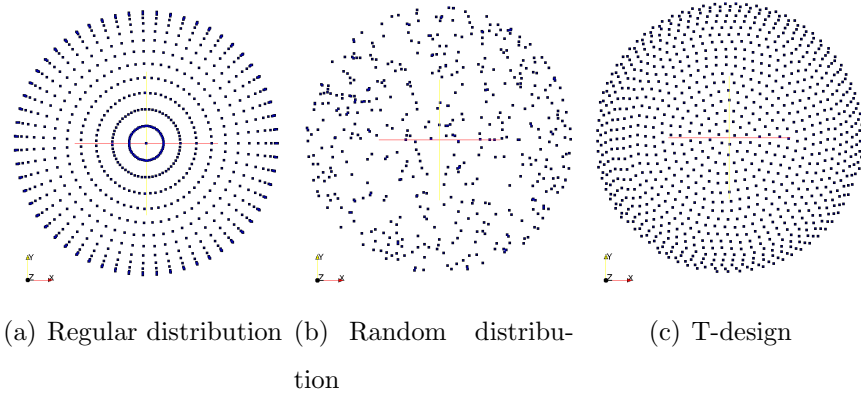 Y
Z X
Y
Z X
Y
Z X
(a) Regular distribution (b) Random distribu-
tion
(c) T-design